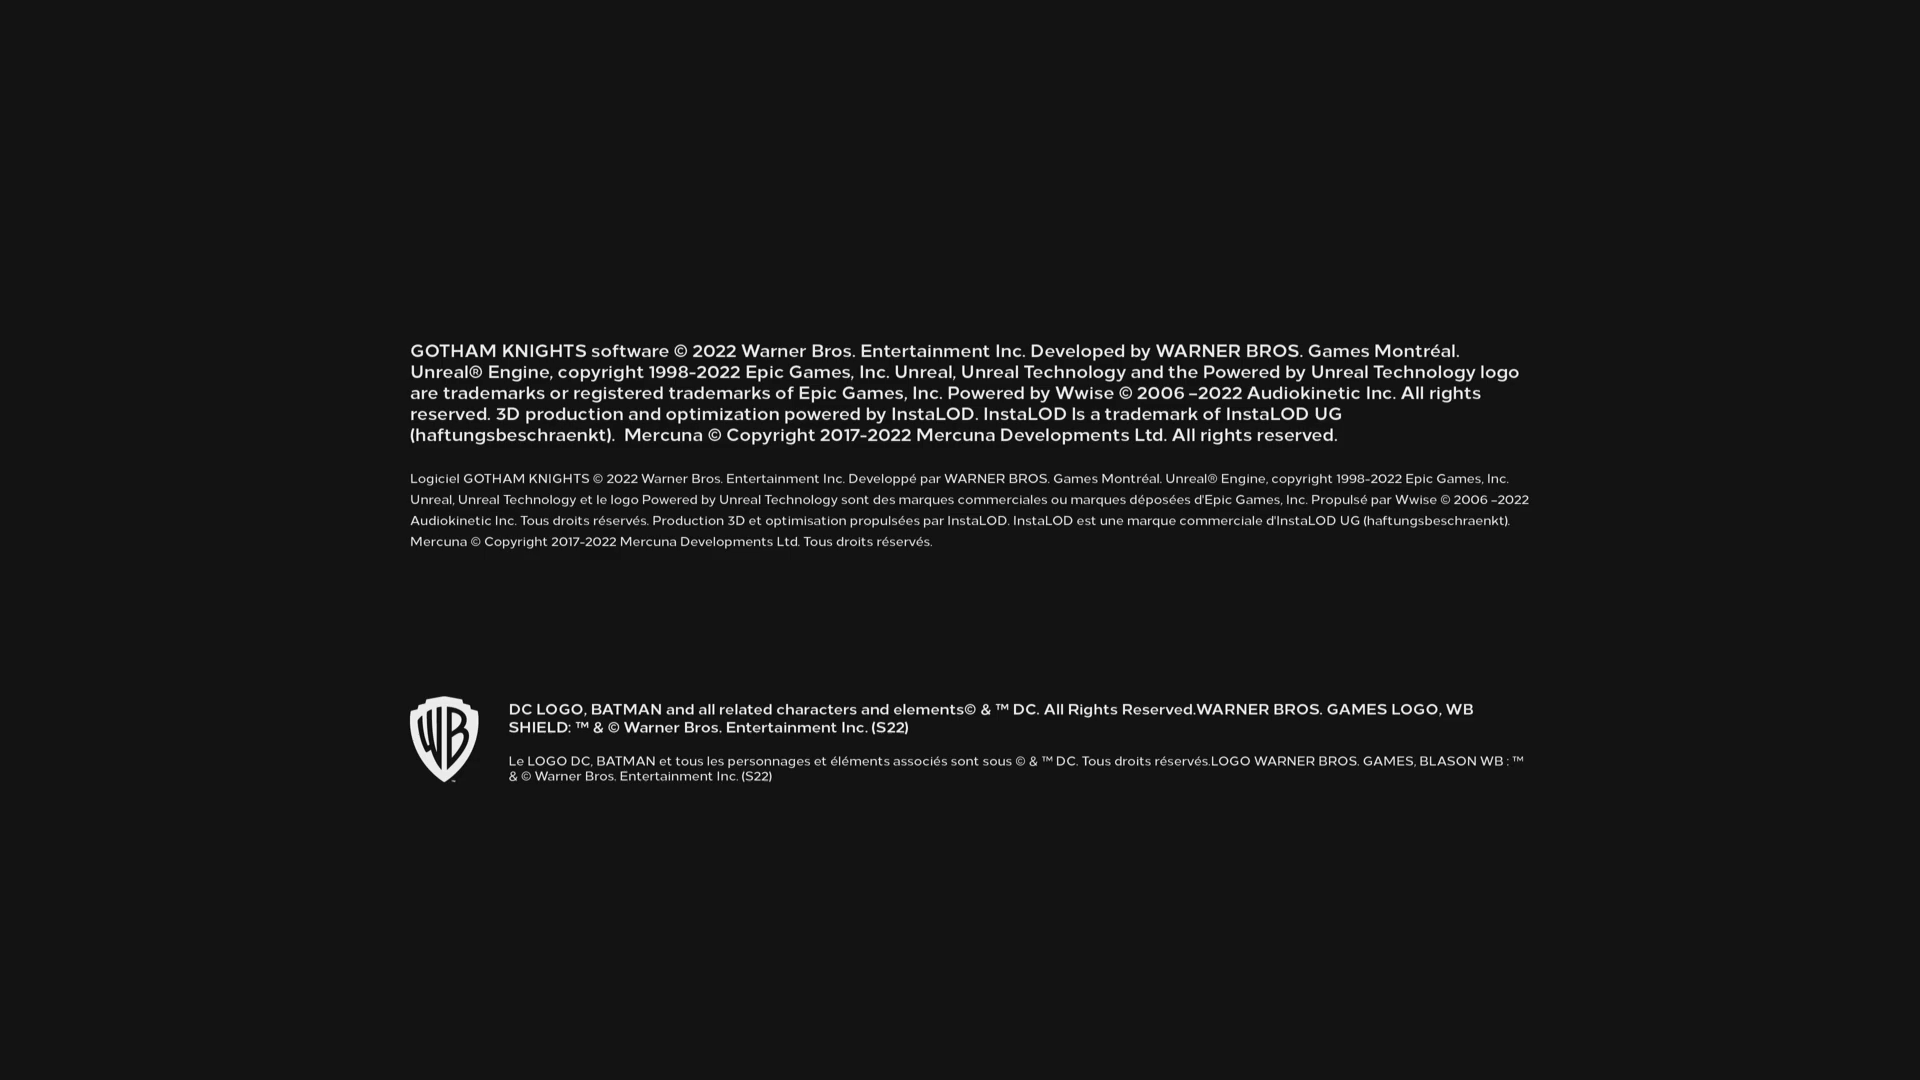 GOTHAM KNIGHTS software © 2022 Warner Bros. Entertainment Inc. Developed by WARNER BROS. Games Montréal.
Unreal® Engine, copyright 1998-2022 Epic Games, Inc. Unreal, Unreal Technology and the Powered by Unreal Technology logo
are trademarks or registered trademarks of Epic Games, Inc. Powered by Wwise © 2006 –2022 Audiokinetic Inc. All rights
reserved. 3D production and optimization powered by InstaLOD. InstaLOD Is a trademark of InstaLOD UG
(haftungsbeschraenkt).  Mercuna © Copyright 2017-2022 Mercuna Developments Ltd. All rights reserved.
Logiciel GOTHAM KNIGHTS © 2022 Warner Bros. Entertainment Inc. Developpé par WARNER BROS. Games Montréal. Unreal® Engine, copyright 1998-2022 Epic Games, Inc.
Unreal, Unreal Technology et le logo Powered by Unreal Technology sont des marques commerciales ou marques déposées d'Epic Games, Inc. Propulsé par Wwise © 2006 –2022
Audiokinetic Inc. Tous droits réservés. Production 3D et optimisation propulsées par InstaLOD. InstaLOD est une marque commerciale d'InstaLOD UG (haftungsbeschraenkt).
Mercuna © Copyright 2017-2022 Mercuna Developments Ltd. Tous droits réservés.
WB
DC LOGO, BATMAN and all related characters and elements© & ™ DC. All Rights Reserved.WARNER BROS. GAMES LOGO, WB
SHIELD: ™ & © Warner Bros. Entertainment Inc. (S22)
Le LOGO DC, BATMAN et tous les personnages et éléments associés sont sous © & ™ DC. Tous droits réservés.LOGO WARNER BROS. GAMES, BLASON WB : ™
& © Warner Bros. Entertainment Inc. (S22)